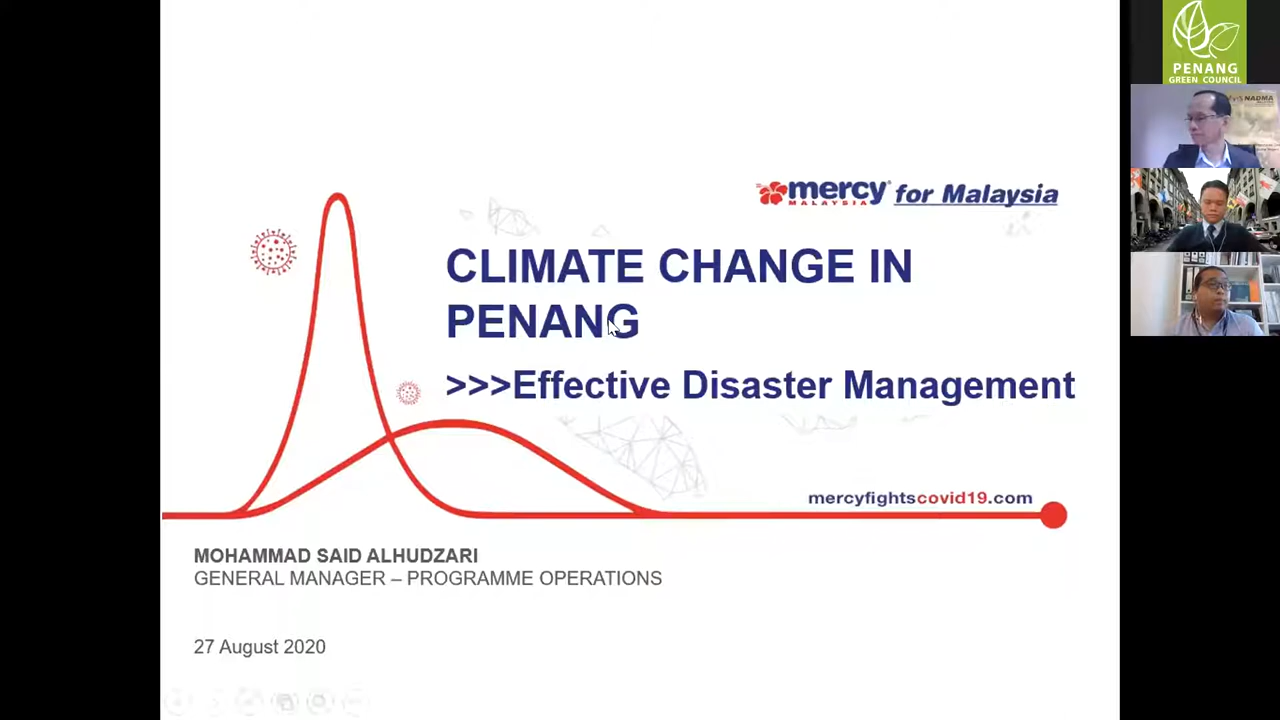 mercy
MALAYSIA
for Malaysia
CLIMATE CHANGE IN
PENANG
>>>Effective Disaster Management
mercyfightscovid19.com
MOHAMMAD SAID ALHUDZARI
GENERAL MANAGER – PROGRAMME OPERATIONS
27 August 2020
PENANG
GREEN COUNCIL
NADMA